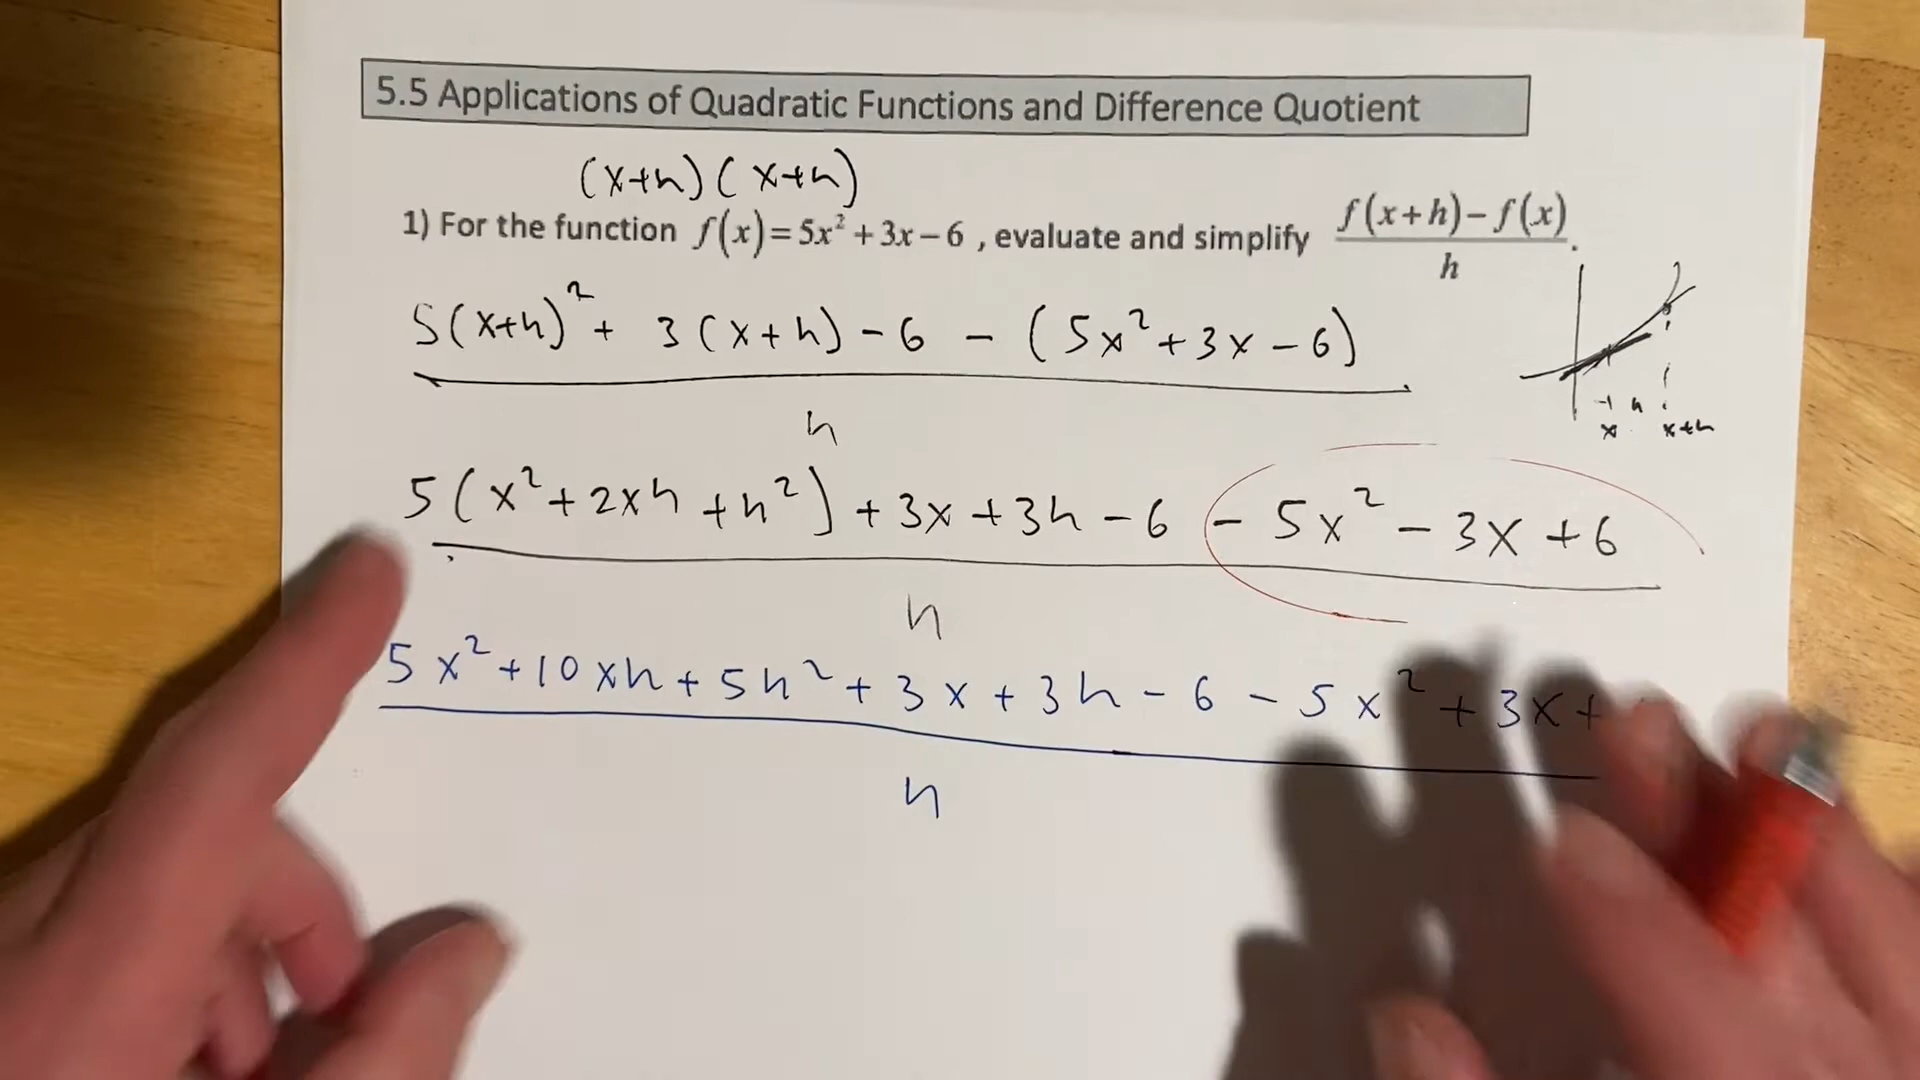 5.5 Applications of Quadratic Functions and Difference Quotient
(x+h)(x+h)
1) For the function f(x)=5x²+3x−6 , evaluate and simplify f(x+h)−f(x)
h .
5(x+h)² + 3(x+h) −6 − (5x²+3x−6)
h
h
x x+h
5(x²+2xh+h²) +3x+3h−6 −5x²−3x+6
h
5x²+10xh+5h²+3x+3h−6−5x²+3x+
h